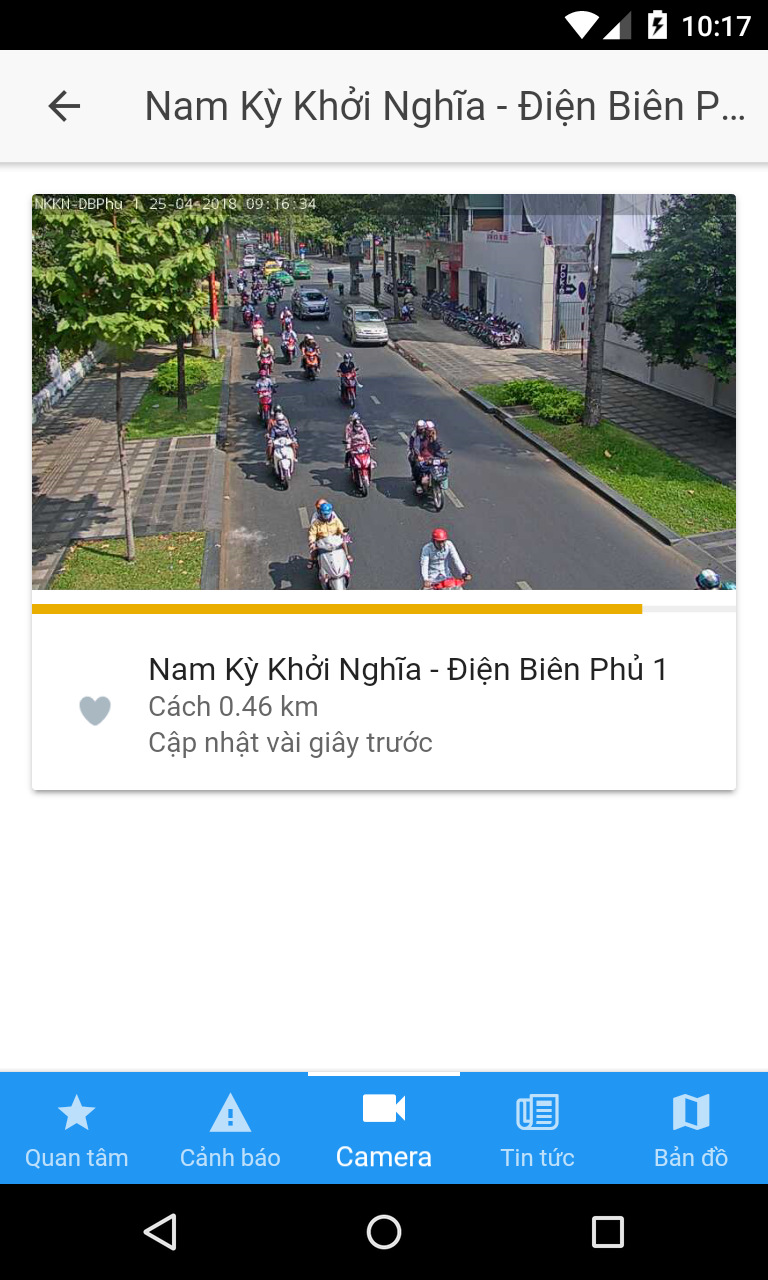 10:17
Nam Kỳ Khởi Nghĩa - Điện Biên P...
NKKN-DBPhu 1 25-04-2018 09:16:34
Nam Kỳ Khởi Nghĩa - Điện Biên Phủ 1
Cách 0.46 km
Cập nhật vài giây trước
Quan tâm
Cảnh báo
Camera
Tin tức
Bản đồ